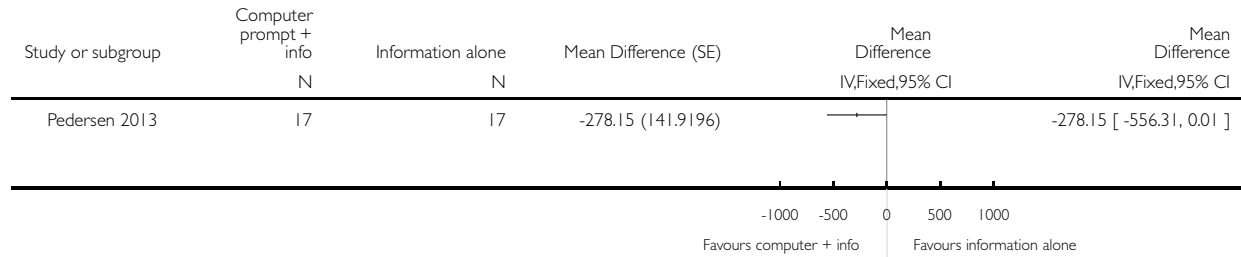 Study or subgroup Computer prompt + info Information alone Mean Difference (SE) Mean Difference Mean Difference
N N IV,Fixed,95% CI IV,Fixed,95% CI
Pedersen 2013 17 17 -278.15 (141.9196) -278.15 [ -556.31, 0.01 ]
-1000 -500 0 500 1000
Favours computer + info Favours information alone